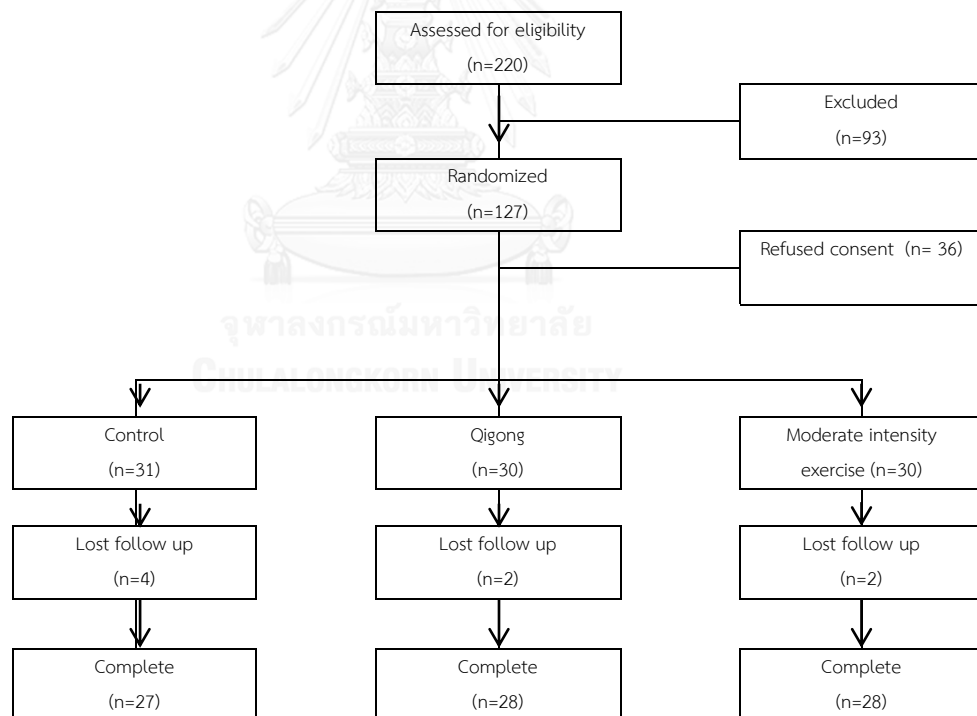 Assessed for eligibility
(n=220)
Excluded
(n=93)
Randomized
(n=127)
Refused consent (n= 36)
จุฬาลงกรณ์มหาวิทยาลัย
CHULALONGKORN UNIVERSITY
Control
(n=31)
Qigong
(n=30)
Moderate intensity
exercise (n=30)
Lost follow up
(n=4)
Lost follow up
(n=2)
Lost follow up
(n=2)
Complete
(n=27)
Complete
(n=28)
Complete
(n=28)